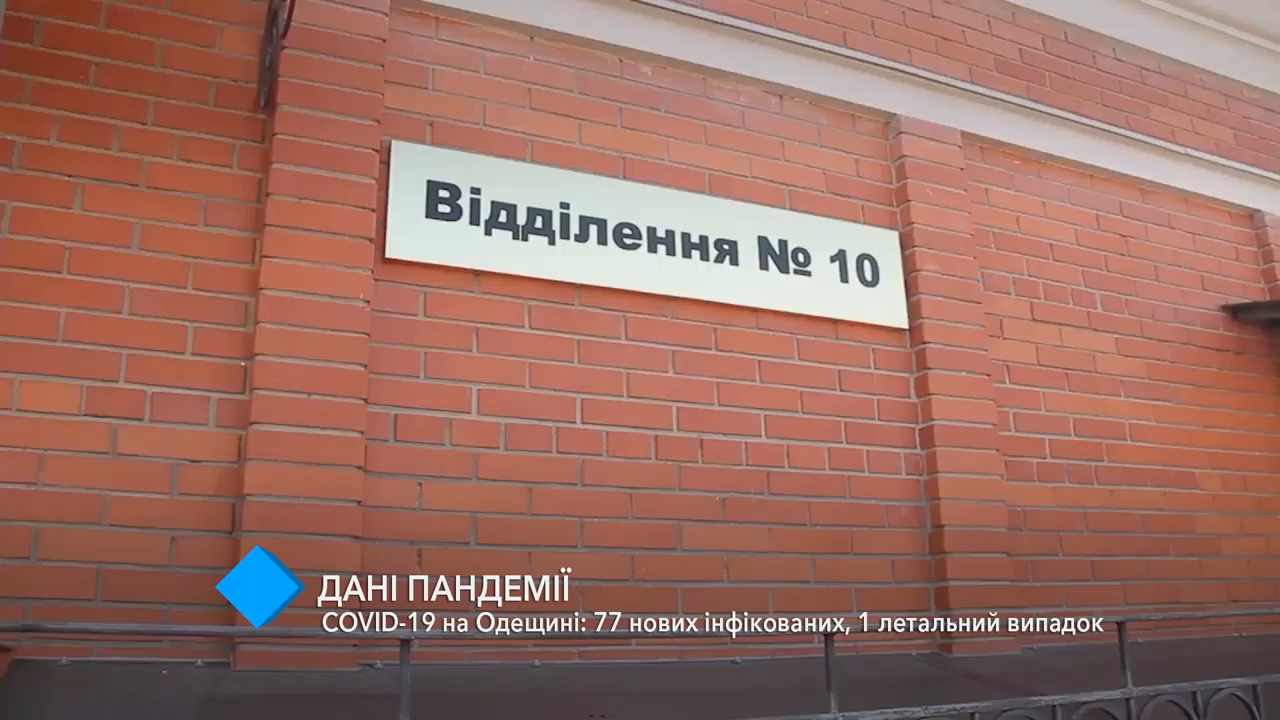 Відділення № 10
ДАНІ ПАНДЕМІЇ
COVID-19 на Одещині: 77 нових інфікованих, 1 летальний випадок